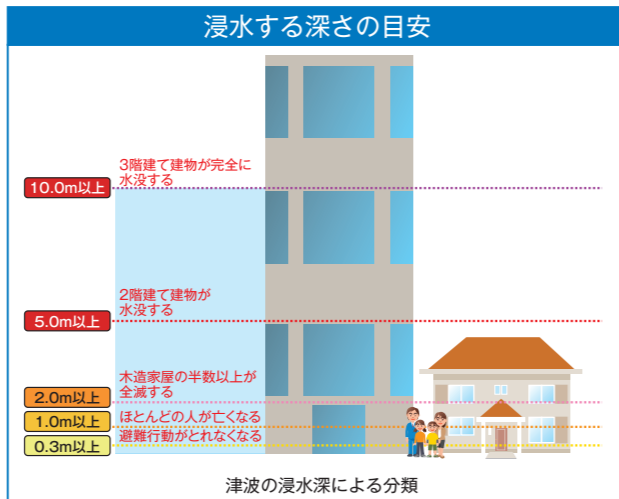 浸水する深さの目安
3階建て建物が完全に
水没する
10.0m以上
2階建て建物が
水没する
5.0m以上
木造家屋の半数以上が
全滅する
2.0m以上
ほとんどの人が亡くなる
1.0m以上
避難行動がとれなくなる
0.3m以上
津波の浸水深による分類